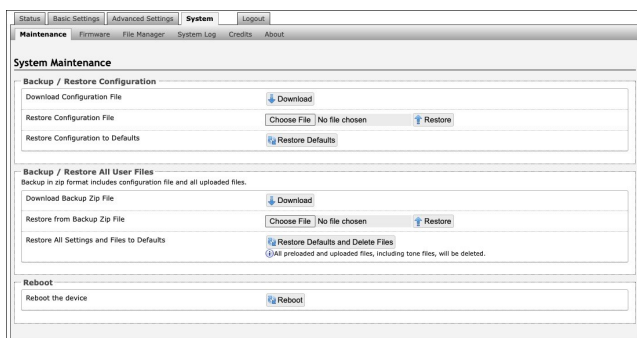 Status Basic Settings Advanced Settings System Logout
Maintenance Firmware File Manager System Log Credits About
System Maintenance
Backup / Restore Configuration
Download Configuration File Download
Restore Configuration File Choose File No file chosen Restore
Restore Configuration to Defaults Restore Defaults
Backup / Restore All User Files
Backup in zip format includes configuration file and all uploaded files.
Download Backup Zip File Download
Restore from Backup Zip File Choose File No file chosen Restore
Restore All Settings and Files to Defaults Restore Defaults and Delete Files
All preloaded and uploaded files, including tone files, will be deleted.
Reboot
Reboot the device Reboot